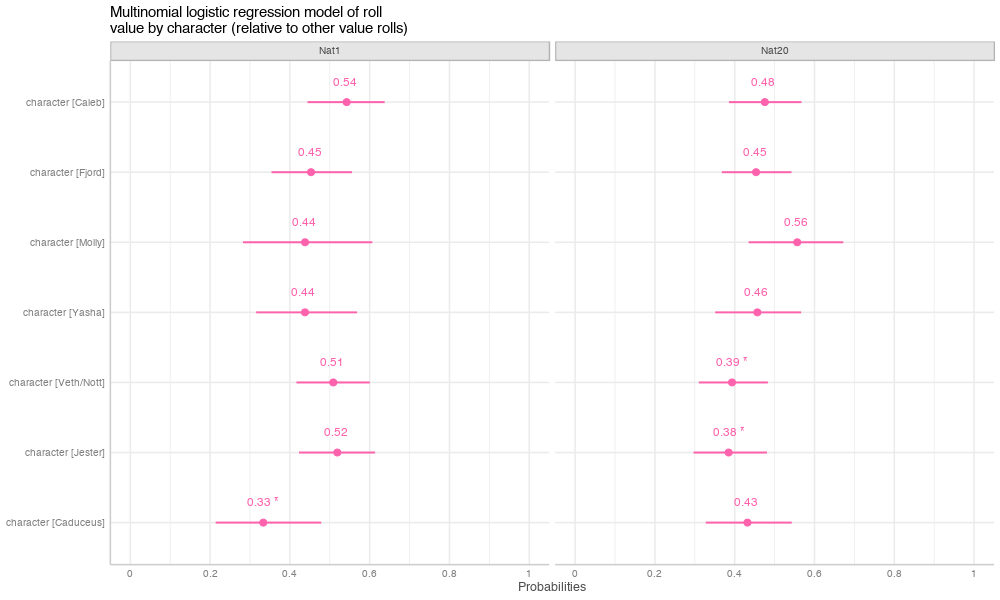 Multinomial logistic regression model of roll
value by character (relative to other value rolls)
Nat1
Nat20
character [Caleb]
0.54
0.48
character [Fjord]
0.45
0.45
character [Molly]
0.44
0.56
character [Yasha]
0.44
0.46
character [Veth/Nott]
0.51
0.39 *
character [Jester]
0.52
0.38 *
character [Caduceus]
0.33 *
0.43
0 0.2 0.4 0.6 0.8 1
0 0.2 0.4 0.6 0.8 1
Probabilities